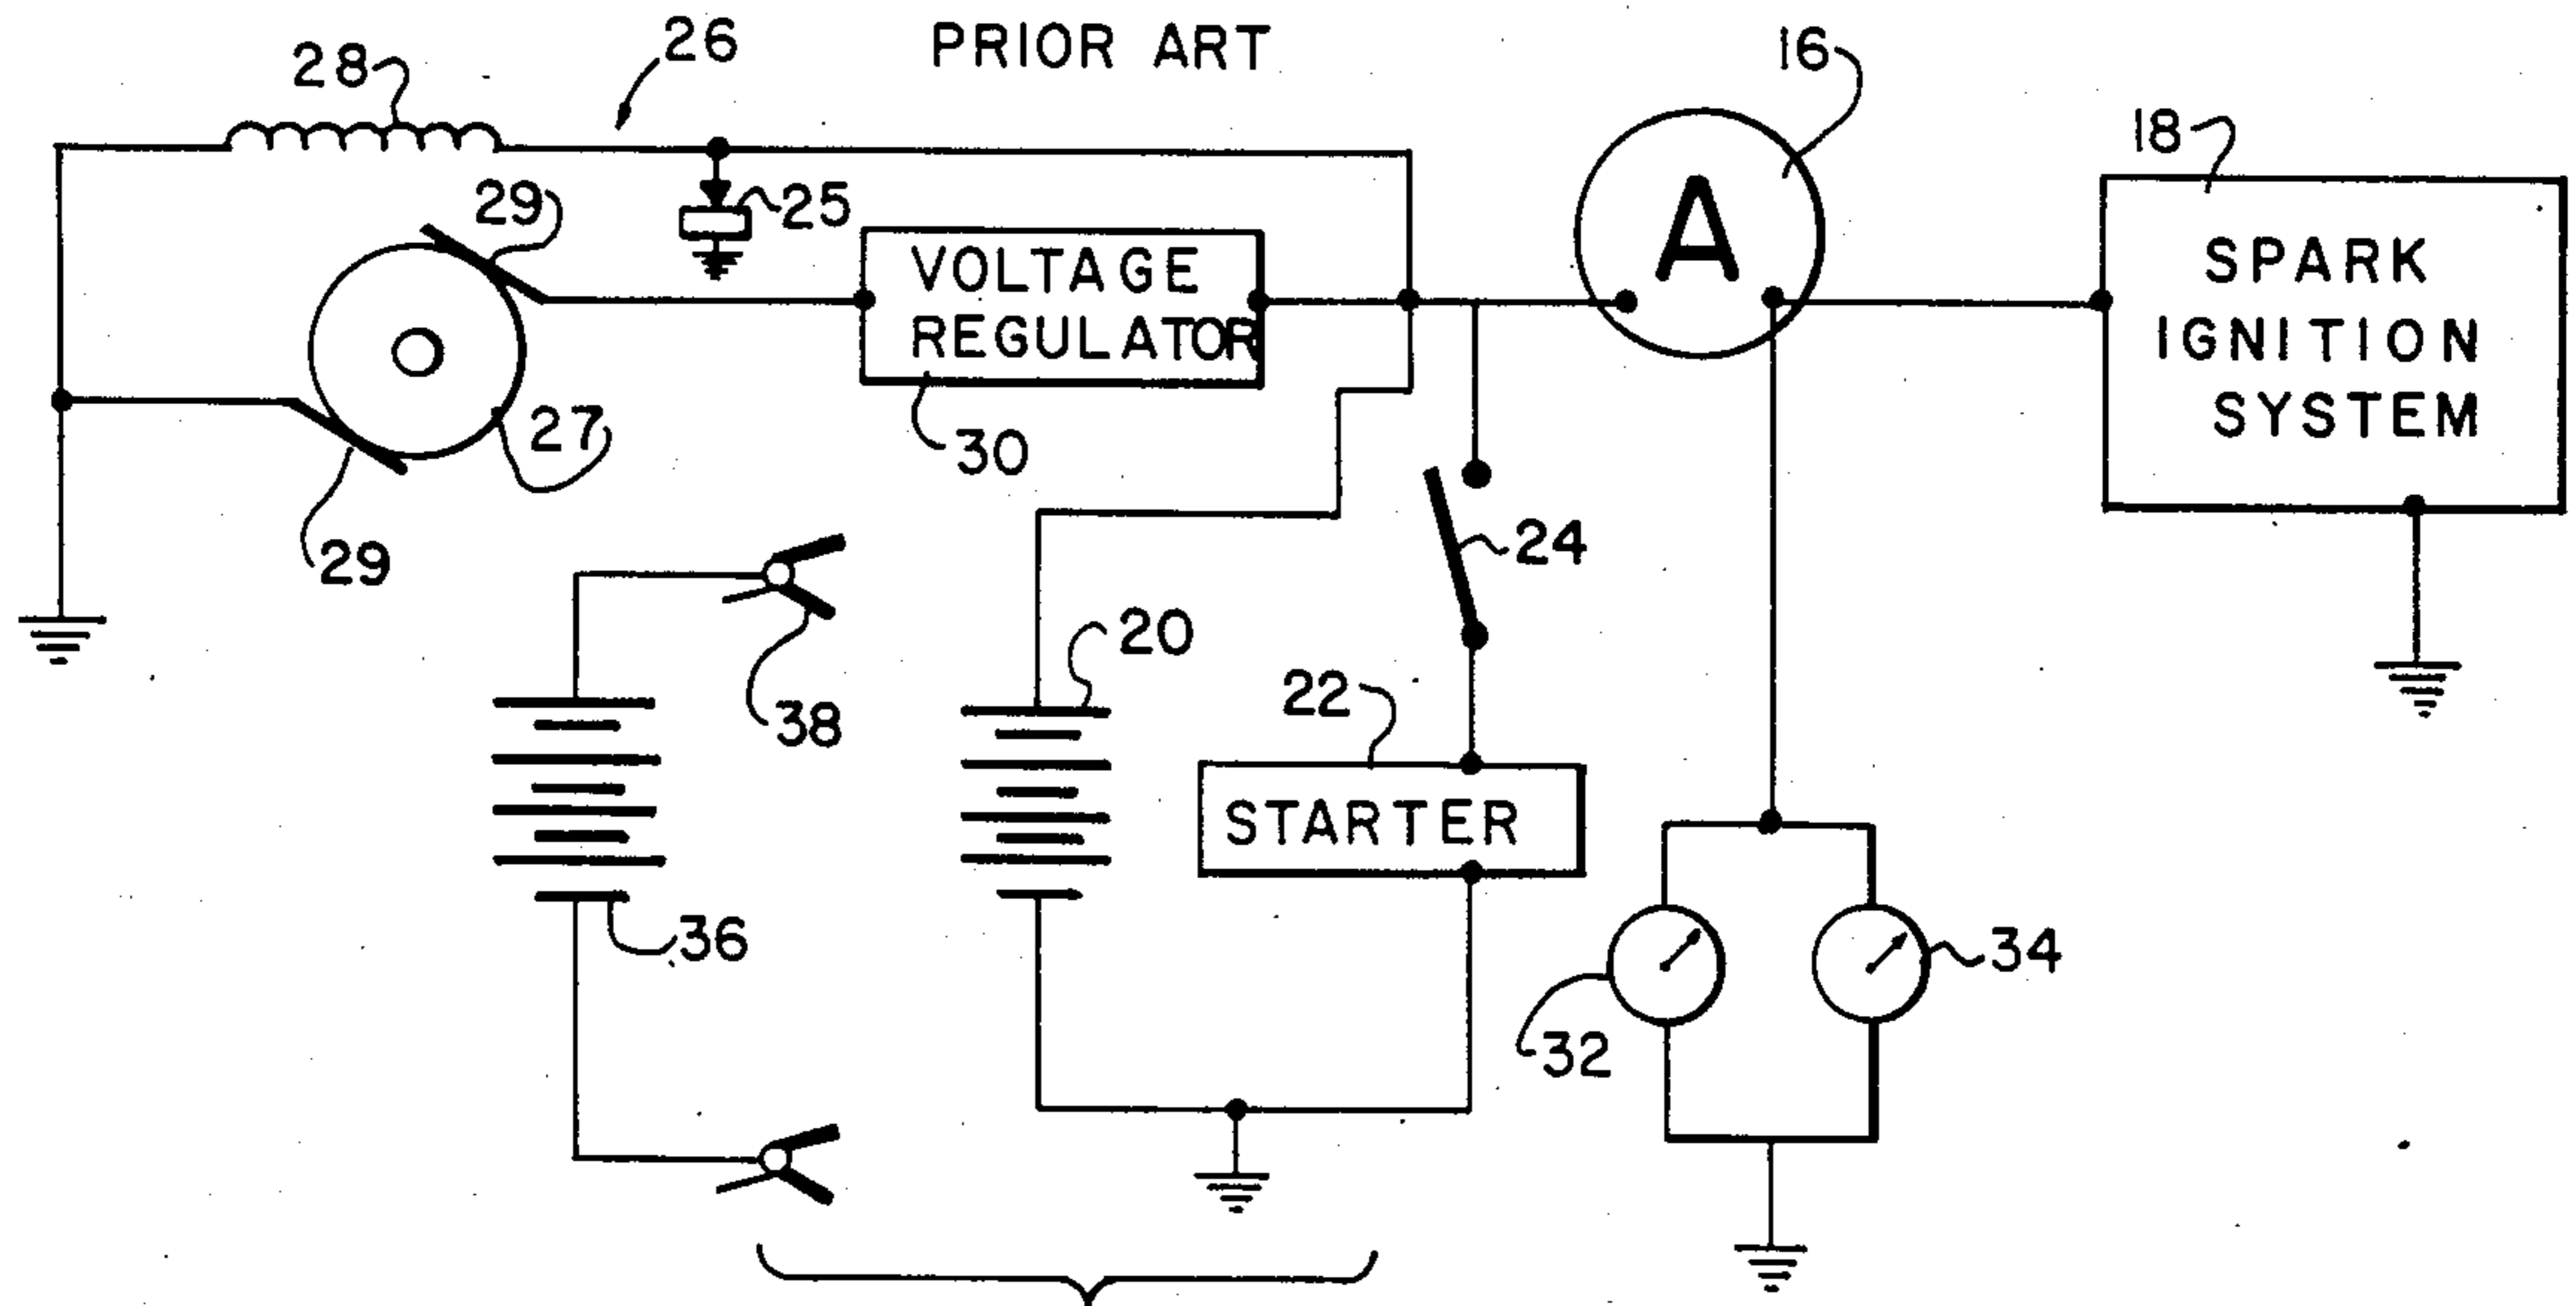 PRIOR ART
26
28
16
18
29
25
A
VOLTAGE
REGULATOR
SPARK
IGNITION
SYSTEM
27
30
29
24
20
38
22
STARTER
36
34
32